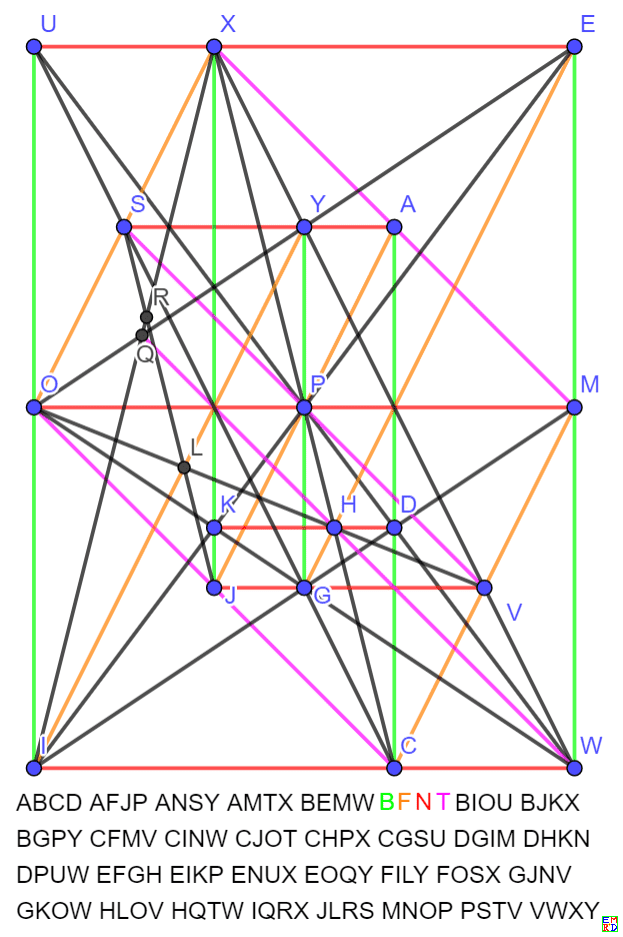 U X E
S Y A
R
Q
O P M
L
K H D
J G V
I C W
ABCD AFJP ANSY AMTX BEMW B F N T BIOU BJKX
BGPY CFMV CINW CJOT CHPX CGSU DGIM DHKN
DPUW EFGH EIKP ENUX EOQY FILY FOSX GJNV
GKOW HLOV HQTW IQRX JLRS MNOP PSTV VWXY